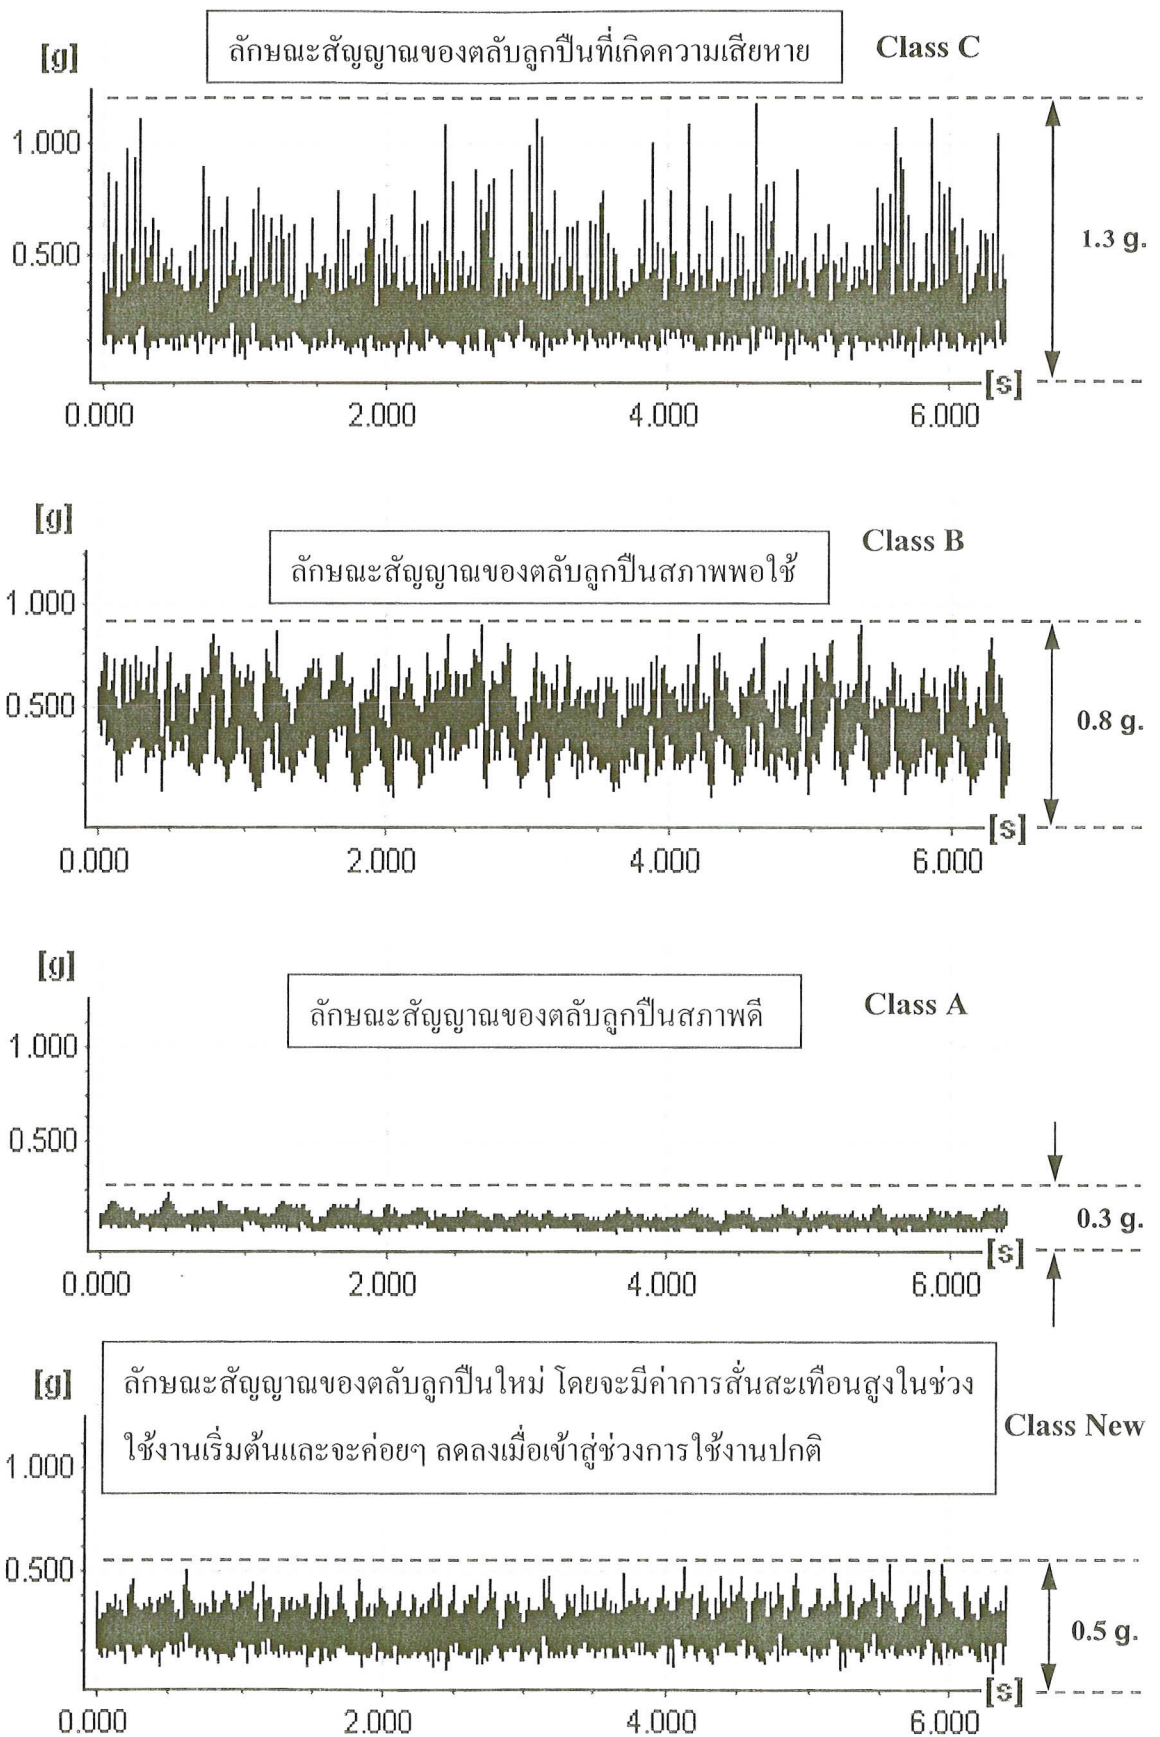 [g]
ลักษณะสัญญาณของตลับลูกปืนที่เกิดความเสียหาย
Class C
1.000
0.500
1.3 g.
[s]
0.000 2.000 4.000 6.000
[g]
Class B
ลักษณะสัญญาณของตลับลูกปืนสภาพพอใช้
1.000
0.500
0.8 g.
[s]
0.000 2.000 4.000 6.000
[g]
Class A
ลักษณะสัญญาณของตลับลูกปืนสภาพดี
1.000
0.500
0.3 g.
[s]
0.000 2.000 4.000 6.000
[g]
ลักษณะสัญญาณของตลับลูกปืนใหม่ โดยจะมีค่าการสั่นสะเทือนสูงในช่วง
ใช้งานเริ่มต้นและจะค่อยๆ ลดลงเมื่อเข้าสู่ช่วงการใช้งานปกติ
Class New
1.000
0.500
0.5 g.
[s]
0.000 2.000 4.000 6.000